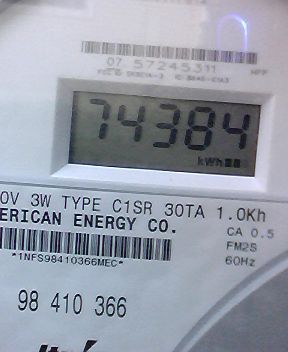 07 57245311
74384
kWh
0V 3W TYPE C1SR 30TA 1.0Kh
ERICAN ENERGY CO.
CA 0.5
FM2S
60Hz
*1NFS98410366MEC*
98 410 366